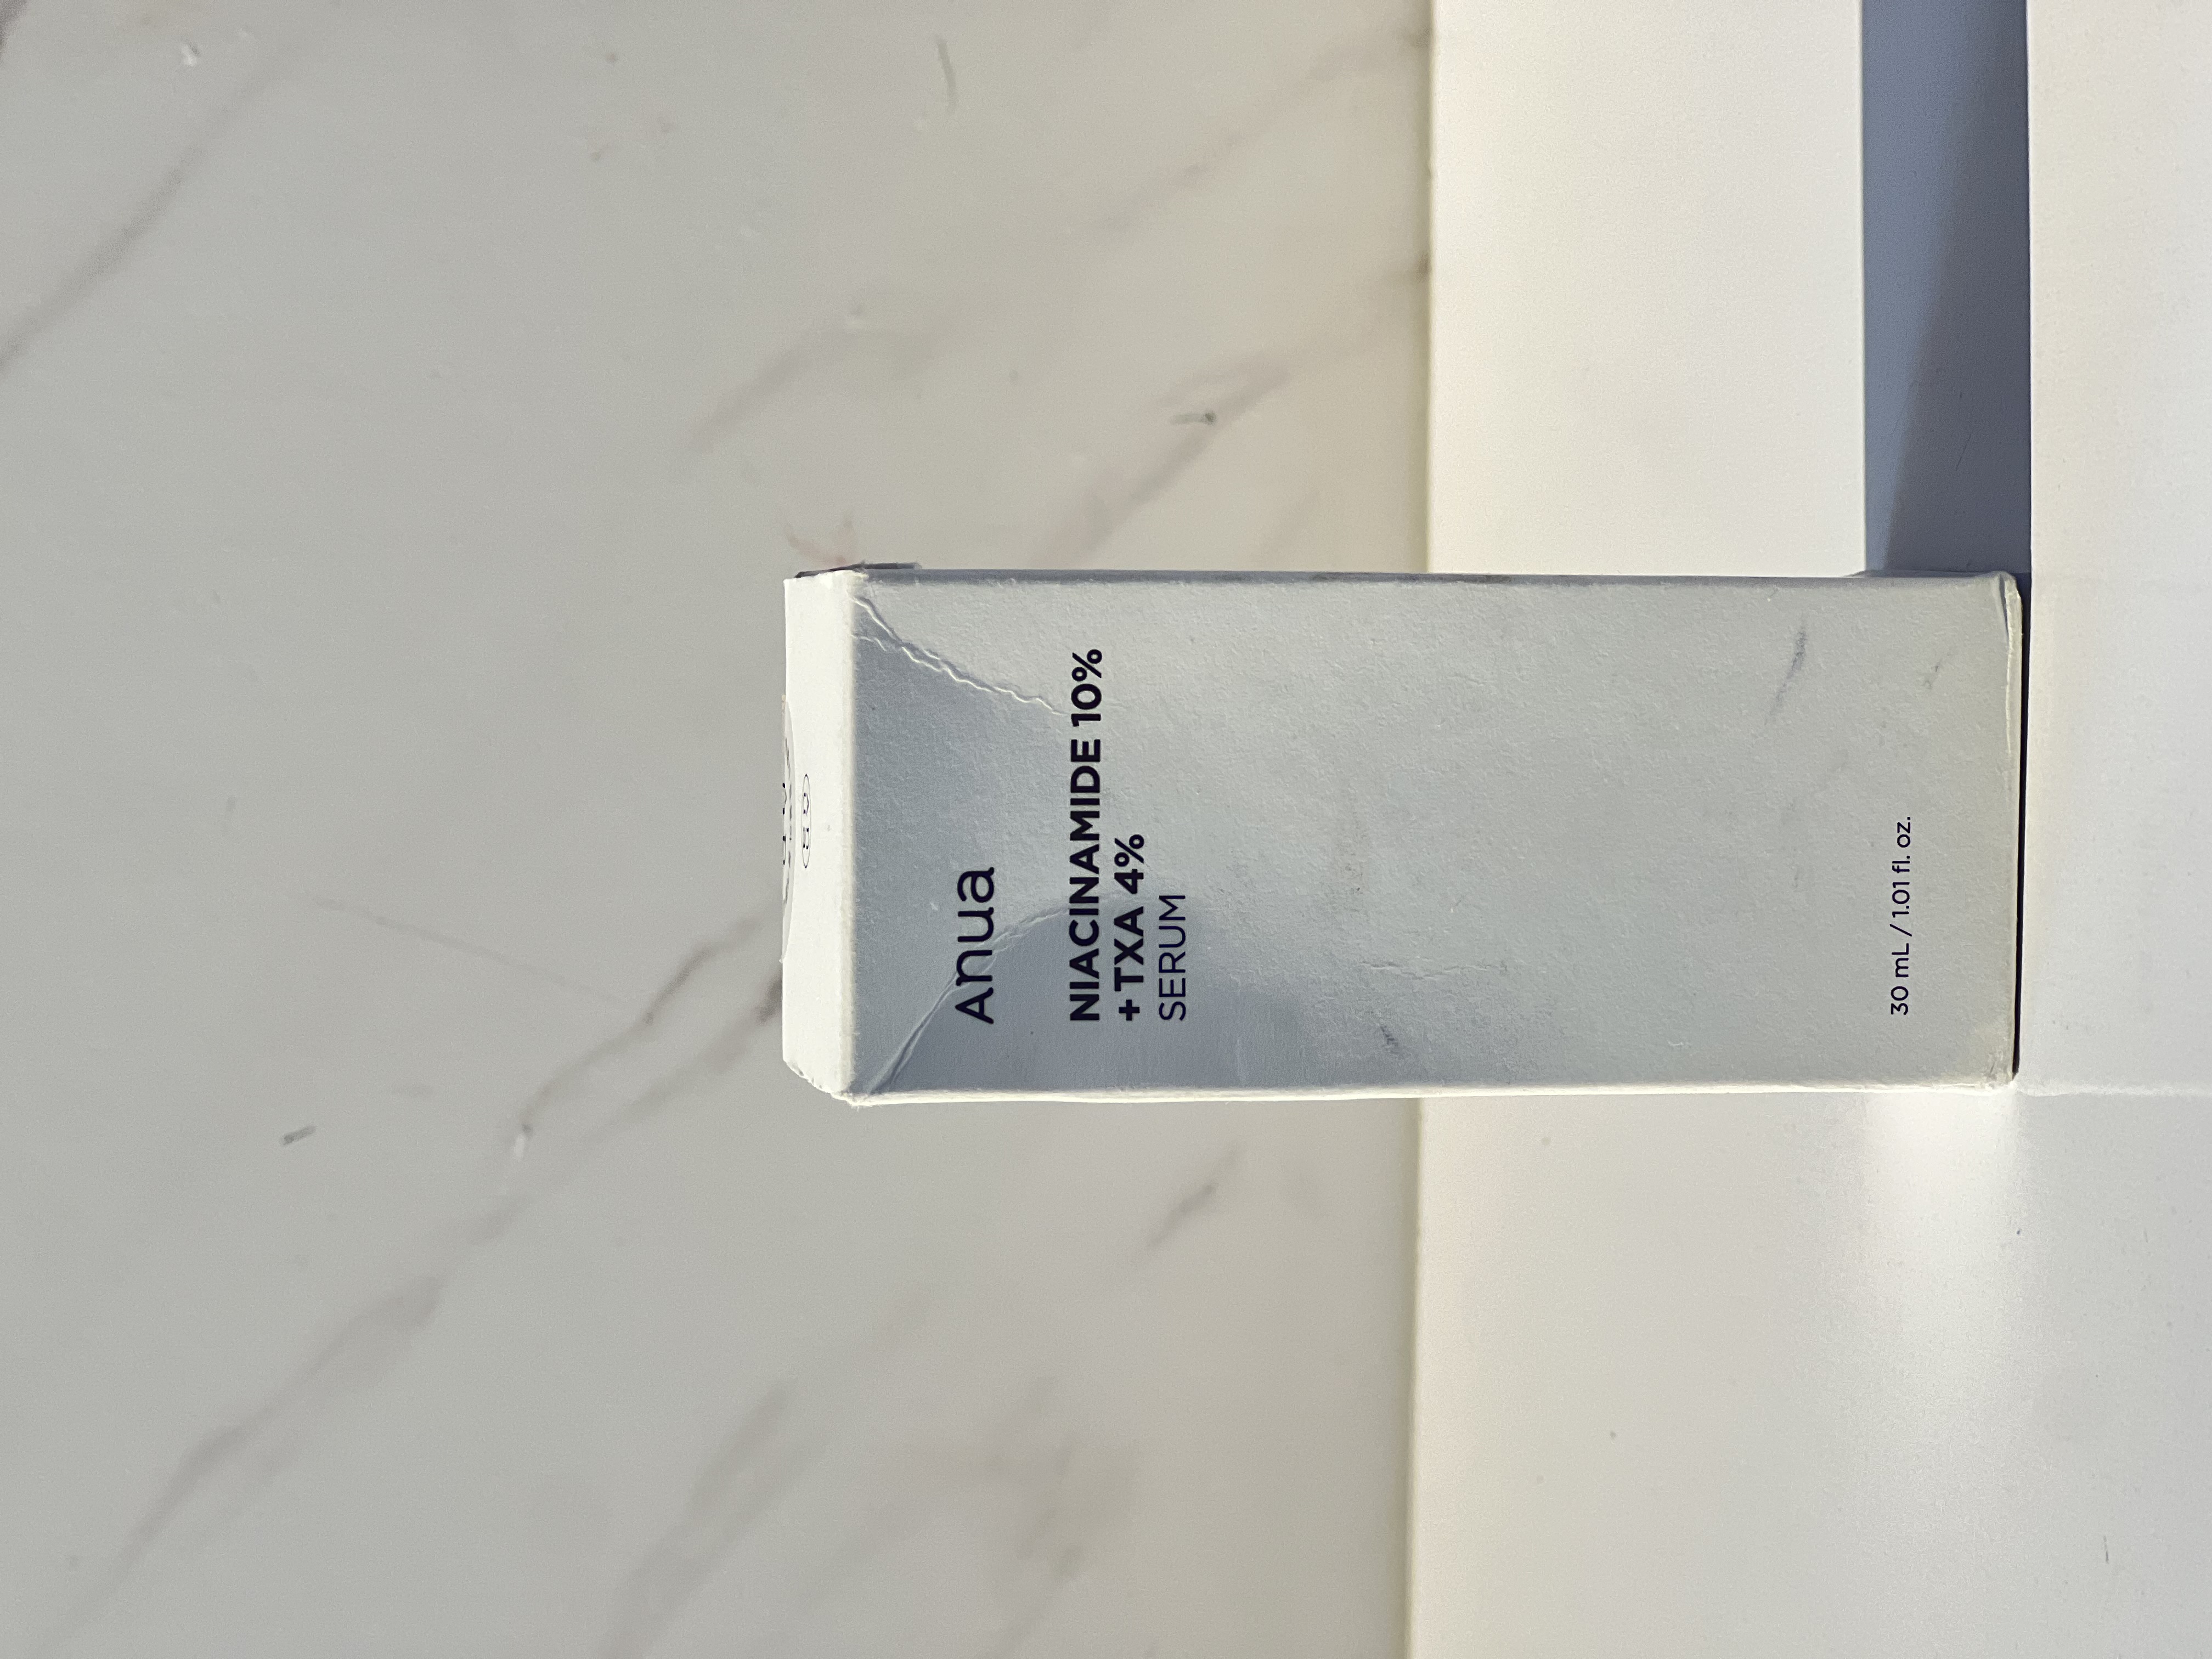 Anua
NIACINAMIDE 10%
+ TXA 4%
SERUM
30 mL / 1.01 fl. oz.